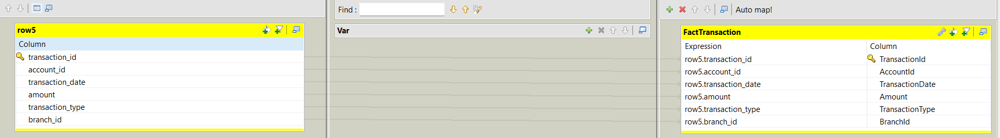 Find :
Auto map!
row5
Column
transaction_id
account_id
transaction_date
amount
transaction_type
branch_id
Var
FactTransaction
Expression Column
row5.transaction_id TransactionId
row5.account_id AccountId
row5.transaction_date TransactionDate
row5.amount Amount
row5.transaction_type TransactionType
row5.branch_id BranchId